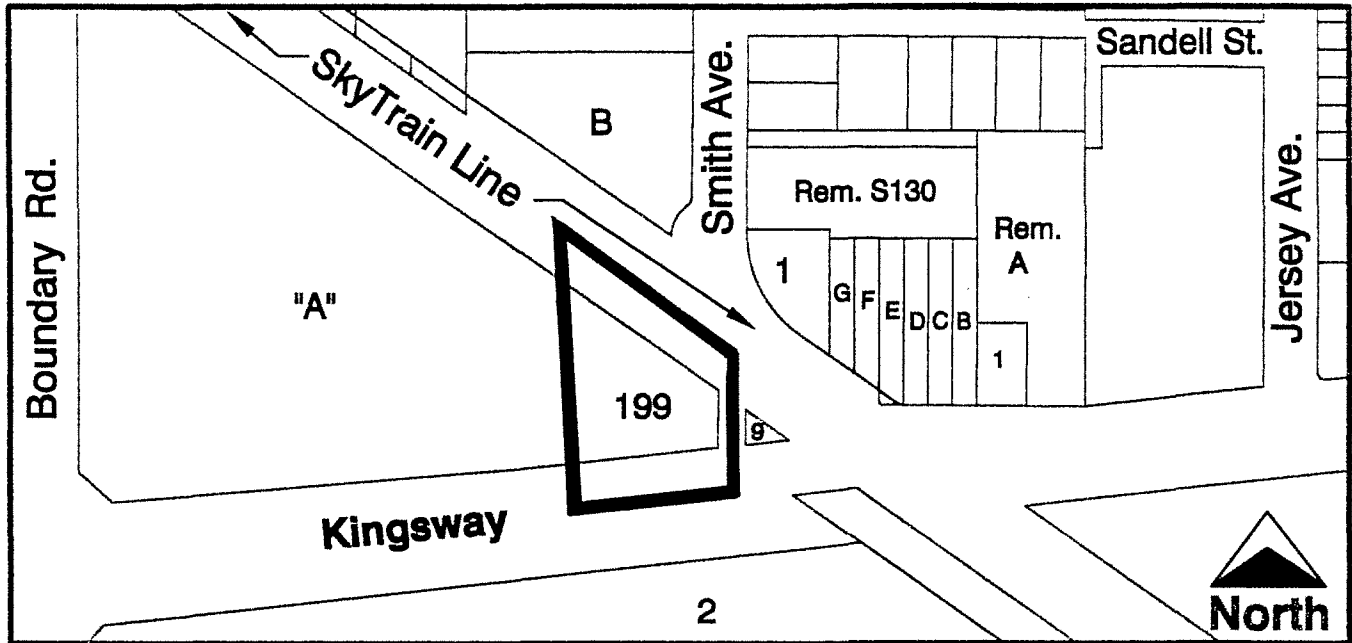 Boundary Rd.
SkyTrain Line
"A"
B
Smith Ave.
Sandell St.
Rem. S130
Rem.
A
1
G
F
E
D
C
B
1
Jersey Ave.
199
9
Kingsway
2
North